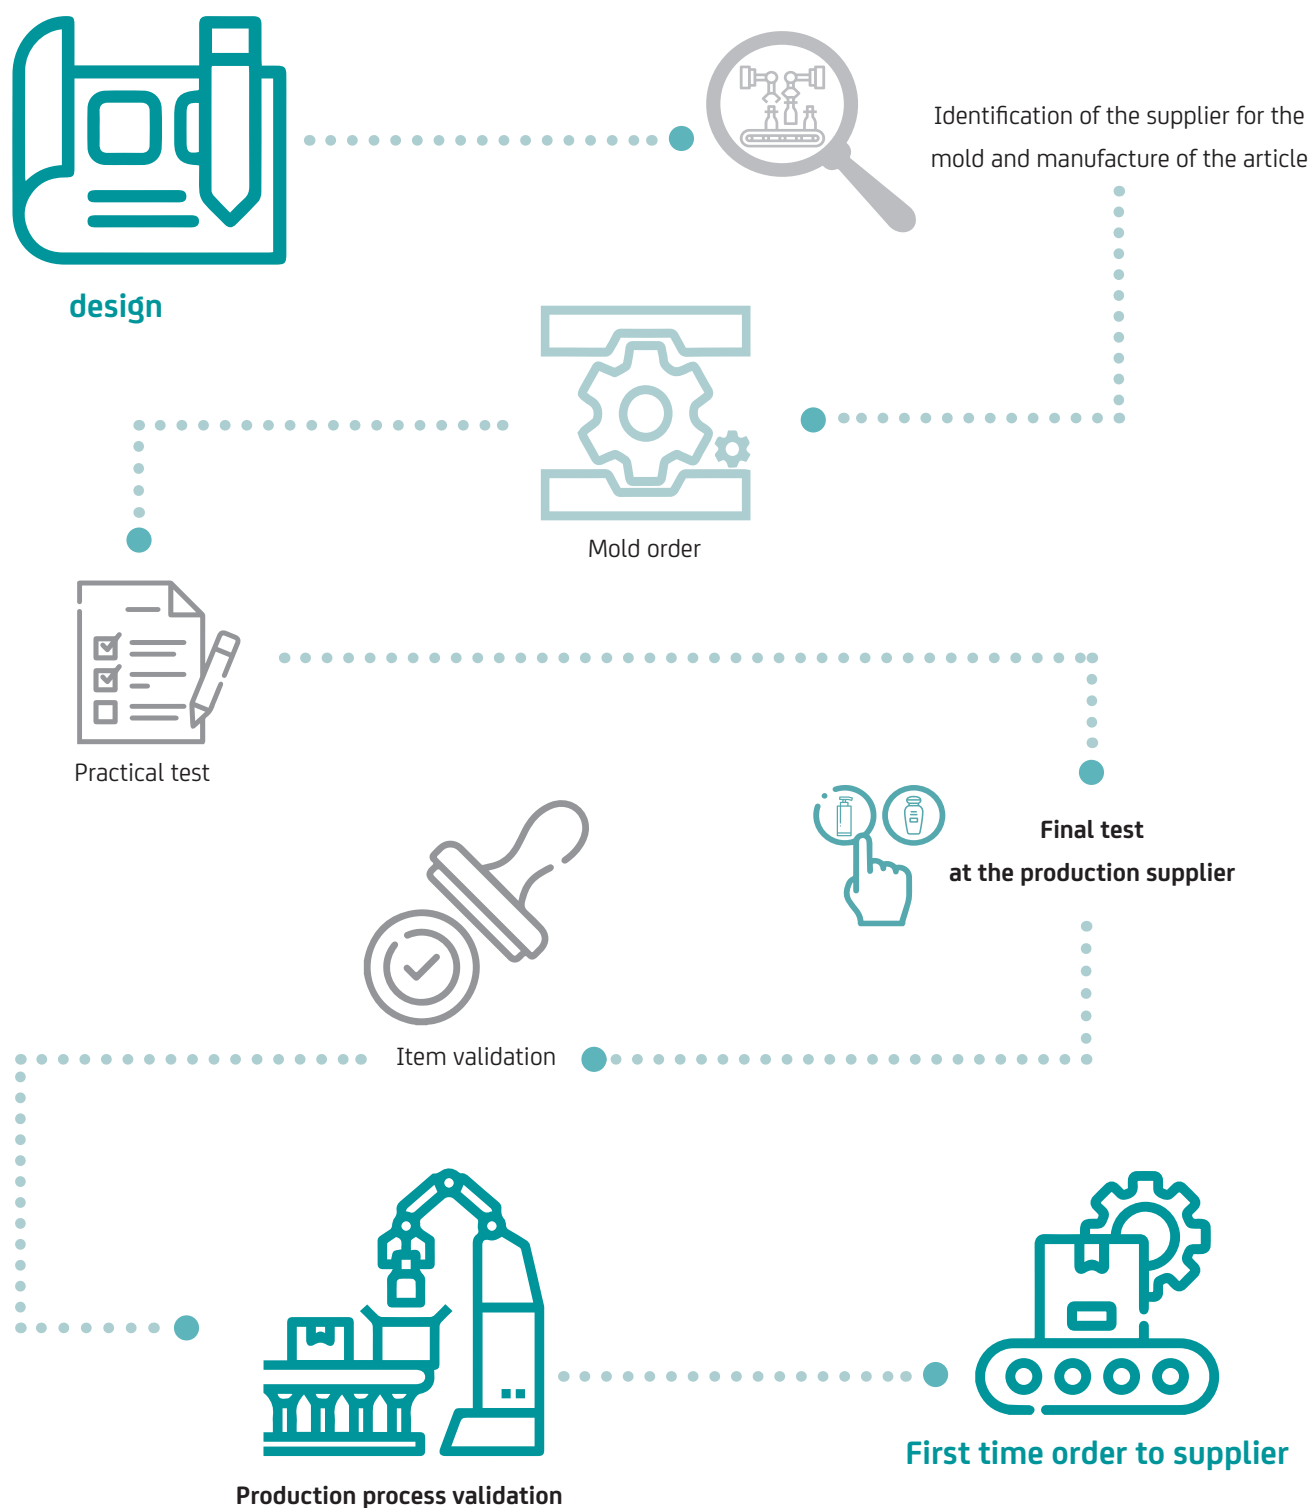 design
Identification of the supplier for the
mold and manufacture of the article
Mold order
Practical test
Final test
at the production supplier
Item validation
Production process validation
First time order to supplier